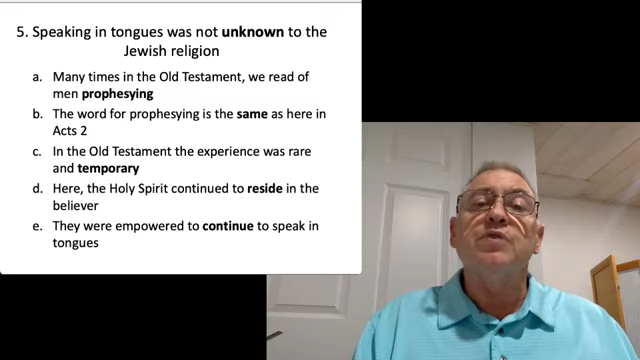 5. Speaking in tongues was not unknown to the
Jewish religion
a. Many times in the Old Testament, we read of
men prophesying
b. The word for prophesying is the same as here in
Acts 2
c. In the Old Testament the experience was rare
and temporary
d. Here, the Holy Spirit continued to reside in the
believer
e. They were empowered to continue to speak in
tongues